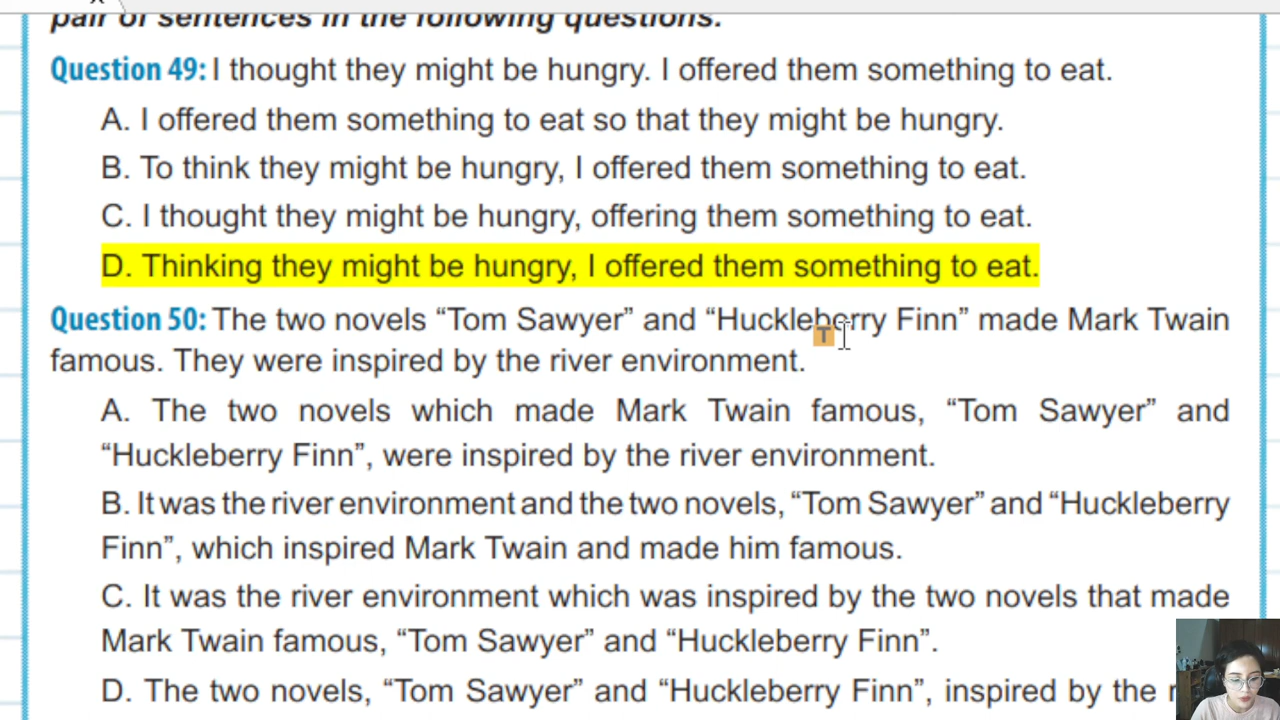 pair of sentences in the following questions.
Question 49: I thought they might be hungry. I offered them something to eat.
A. I offered them something to eat so that they might be hungry.
B. To think they might be hungry, I offered them something to eat.
C. I thought they might be hungry, offering them something to eat.
D. Thinking they might be hungry, I offered them something to eat.
Question 50: The two novels “Tom Sawyer” and “Huckleberry Finn” made Mark Twain
T
famous. They were inspired by the river environment.
A. The two novels which made Mark Twain famous, “Tom Sawyer” and
“Huckleberry Finn”, were inspired by the river environment.
B. It was the river environment and the two novels, “Tom Sawyer” and “Huckleberry
Finn”, which inspired Mark Twain and made him famous.
C. It was the river environment which was inspired by the two novels that made
Mark Twain famous, “Tom Sawyer” and “Huckleberry Finn”.
D. The two novels, “Tom Sawyer” and “Huckleberry Finn”, inspired by the